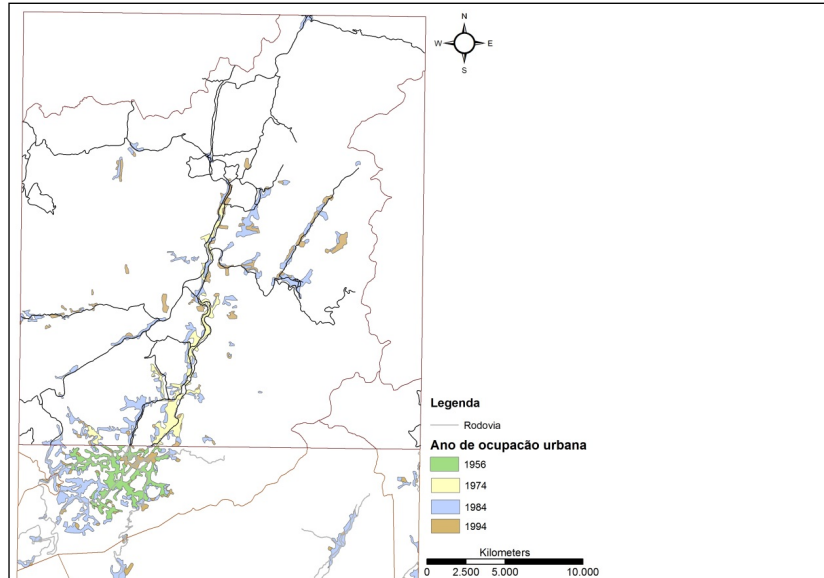 N
W E
S
Legenda
Rodovia
Ano de ocupacão urbana
1956
1974
1984
1994
Kilometers
0 2.500 5.000 10.000